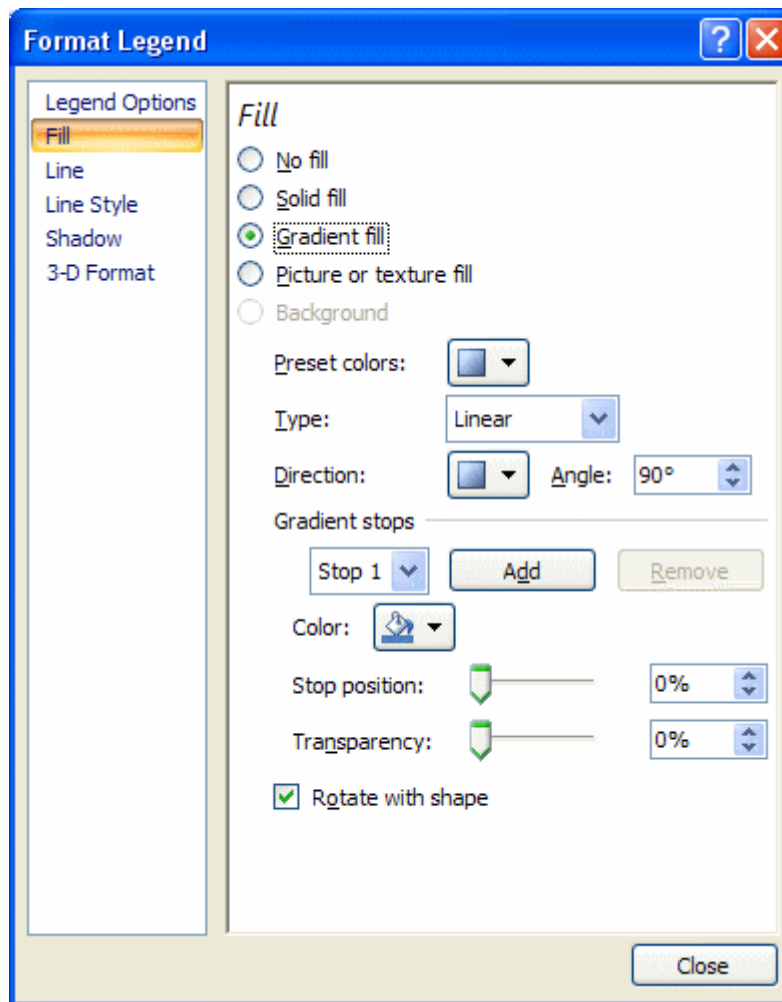 Format Legend
?
Legend Options
Fill
Line
Line Style
Shadow
3-D Format
Fill
No fill
Solid fill
Gradient fill
Picture or texture fill
Background
Preset colors:
Type: Linear
Direction: Angle: 90°
Gradient stops
Stop 1 Add Remove
Color:
Stop position: 0%
Transparency: 0%
Rotate with shape
Close